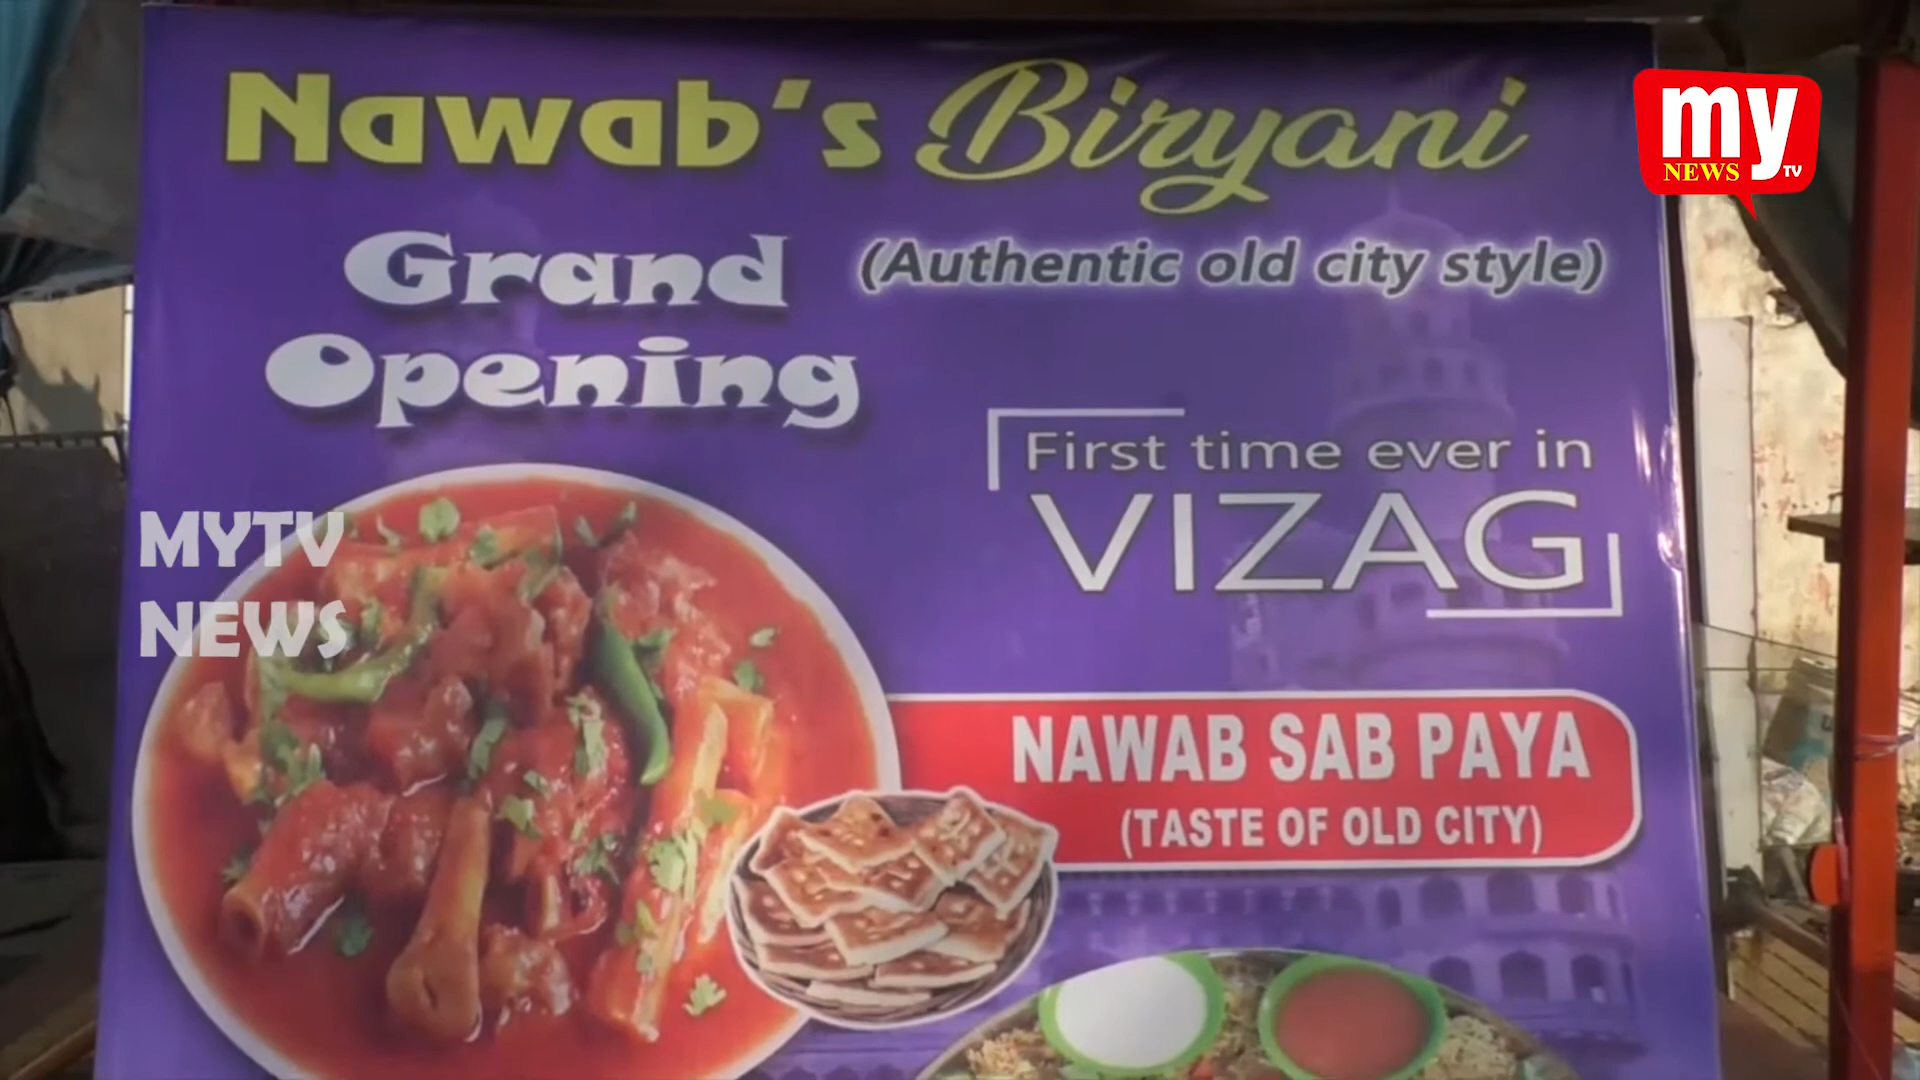 Nawab's Biryani
(Authentic old city style)
Grand
Opening
First time ever in
VIZAG
NAWAB SAB PAYA
(TASTE OF OLD CITY)
MYTV
NEWS
my
NEWS TV